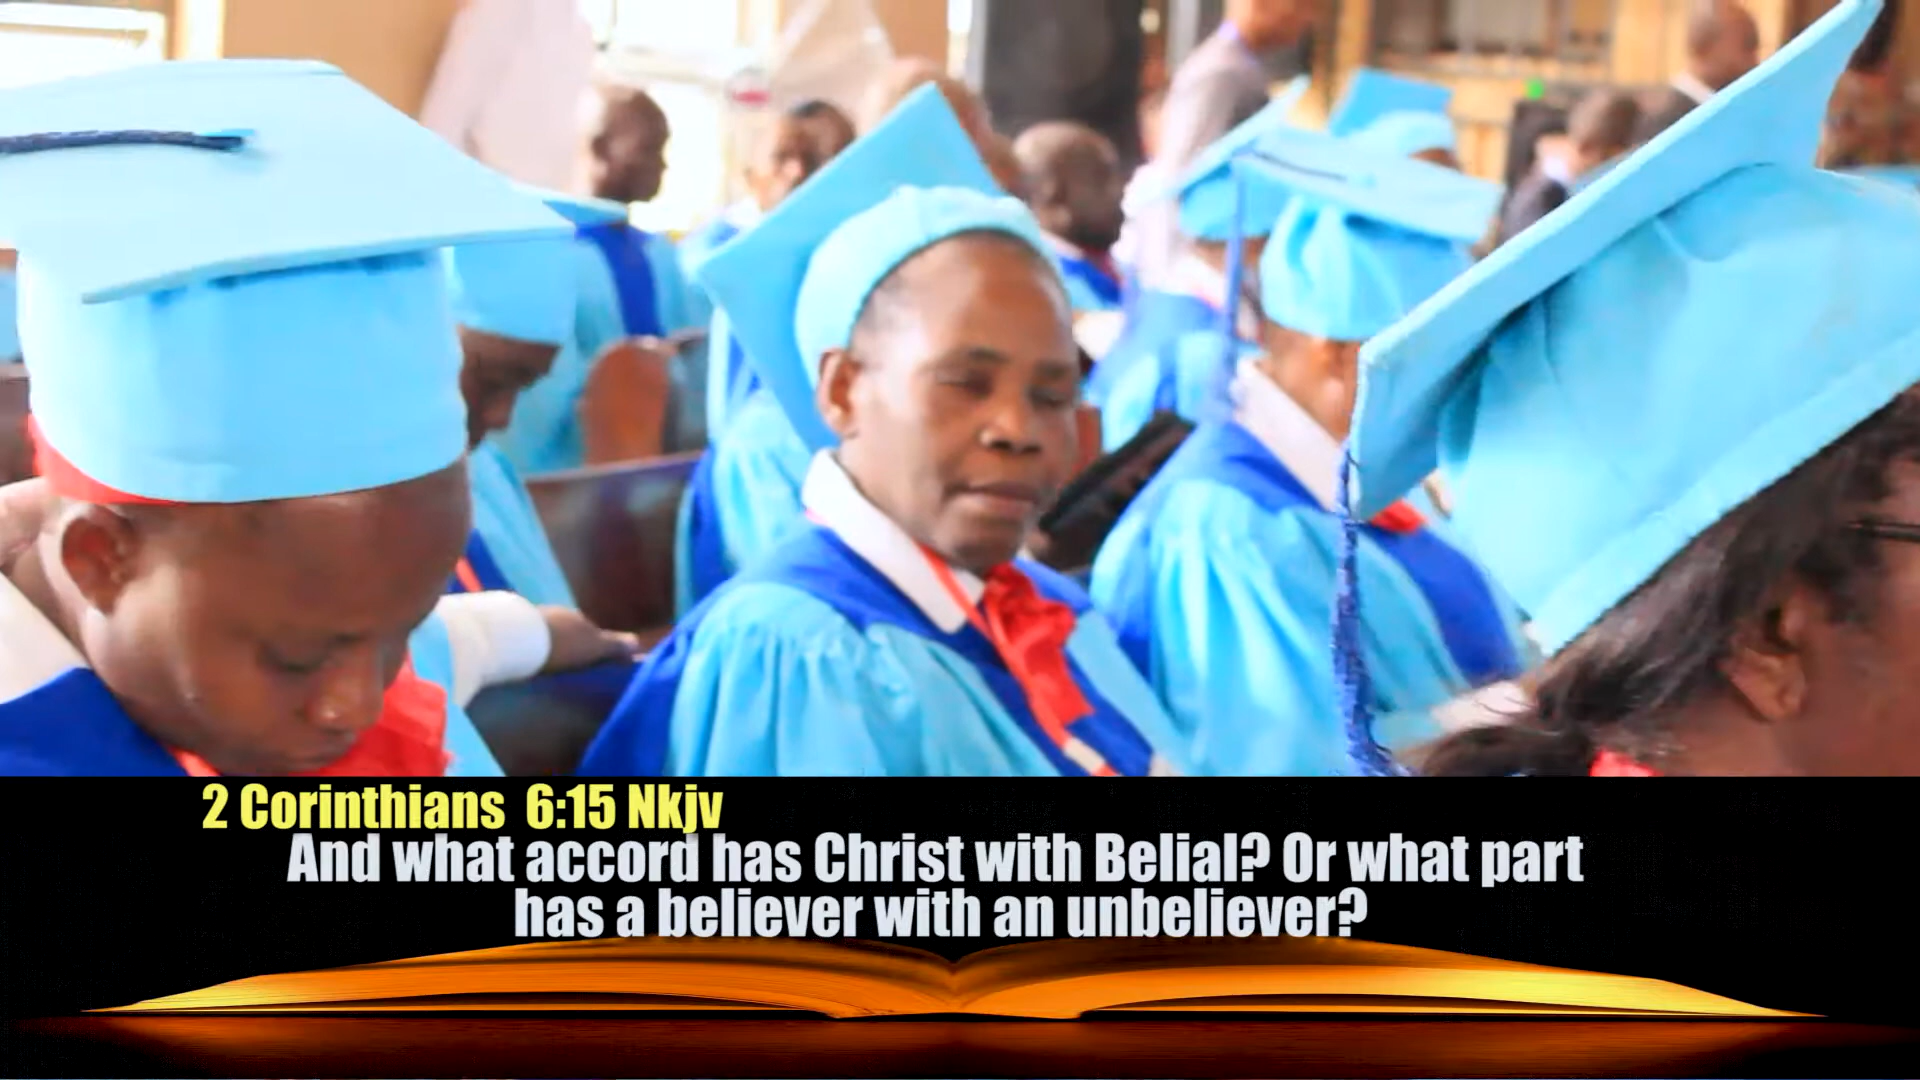 2 Corinthians 6:15 Nkjv
And what accord has Christ with Belial? Or what part
has a believer with an unbeliever?